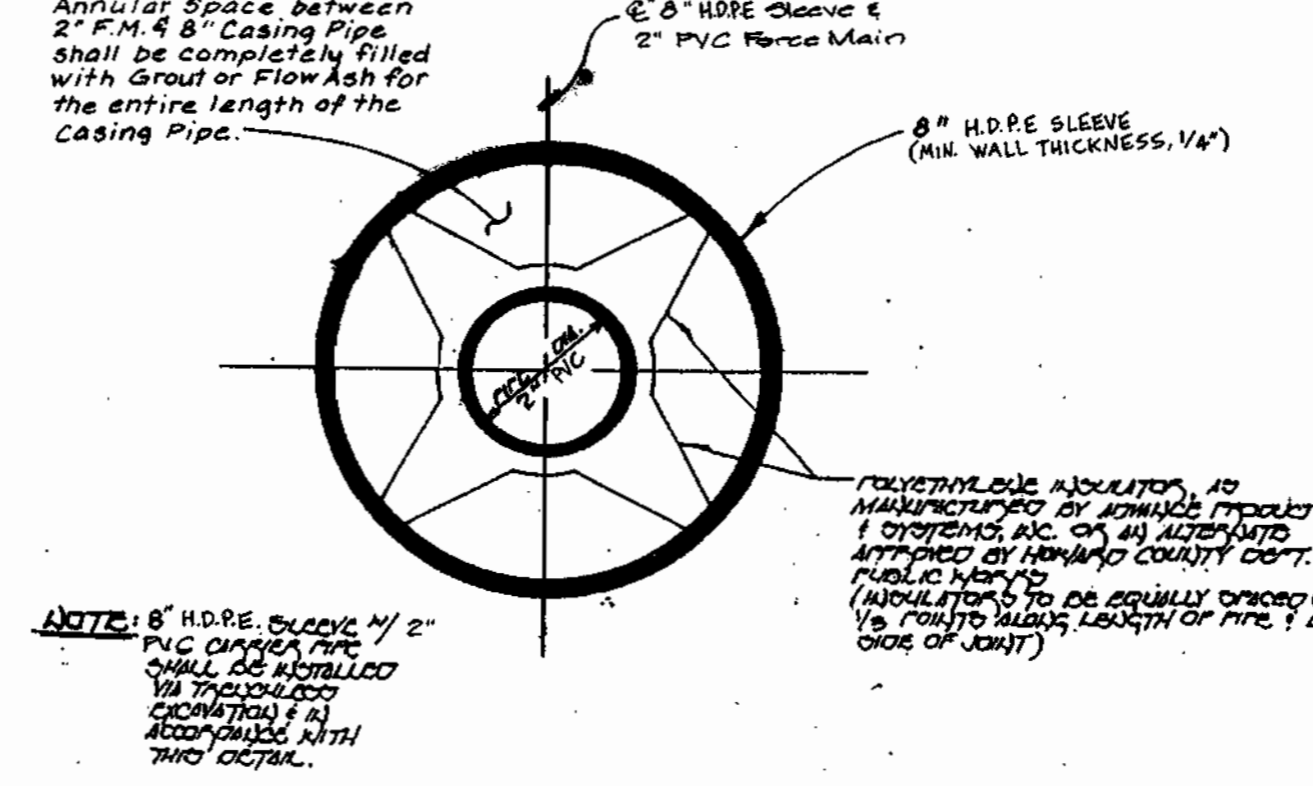 Annular Space between
2" F.M. & 8" Casing Pipe
shall be completely filled
with Grout or Flow Ash for
the entire length of the
Casing Pipe.
℄ 8" H.D.P.E Sleeve &
2" PVC Force Main
8" H.D.P.E SLEEVE
(MIN. WALL THICKNESS, 1/4")
PIPE DIA.
2" PVC
POLYETHYLENE INSULATOR, AS
MANUFACTURED BY ADVANCE PRODUCT
& SYSTEMS, INC. OR AN ALTERNATE
APPROVED BY HOWARD COUNTY DEPT.
PUBLIC WORKS
(INSULATORS TO BE EQUALLY SPACED
1/3 POINTS ALONG LENGTH OF PIPE &
SIDE OF JOINT)
NOTE: 8" H.D.P.E. SLEEVE W/ 2"
PVC CARRIER PIPE
SHALL BE INSTALLED
VIA TRENCHLESS
EXCAVATION & IN
ACCORDANCE WITH
THIS DETAIL.